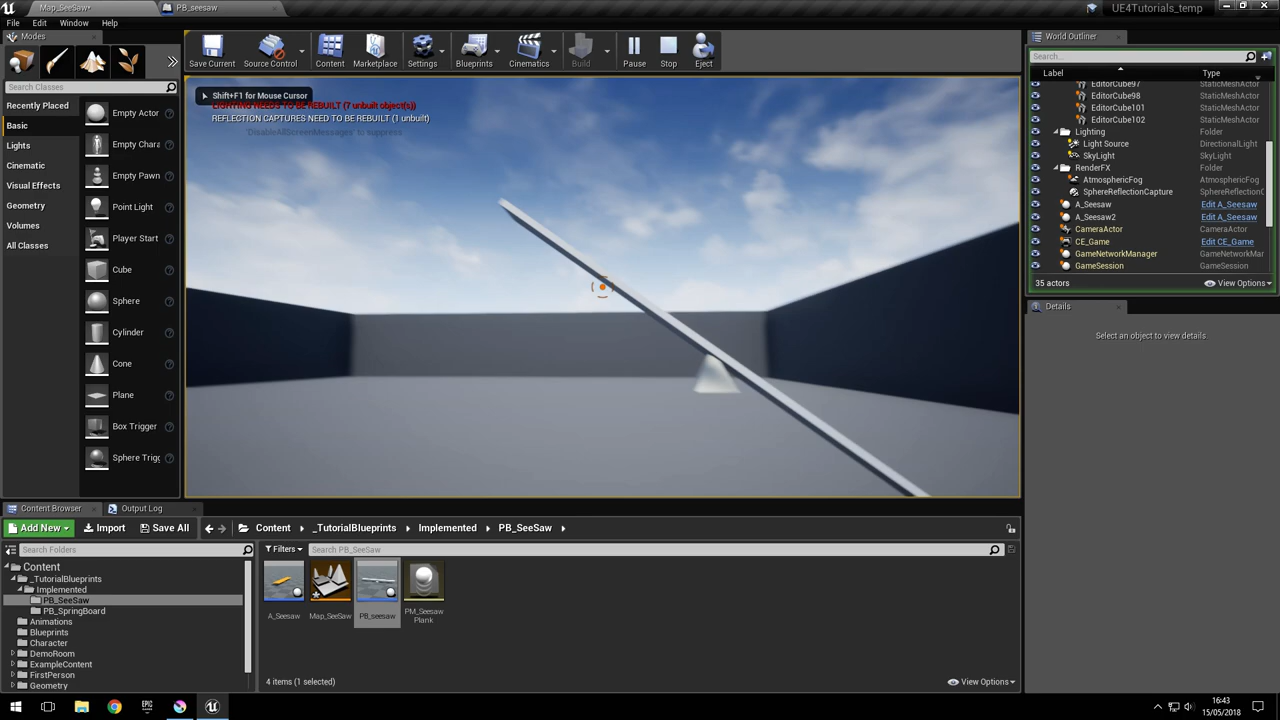 Map_SeeSaw*
PB_seesaw
UE4Tutorials_temp
File Edit Window Help
Modes
Search Classes
Recently Placed
Basic
Lights
Cinematic
Visual Effects
Geometry
Volumes
All Classes
Empty Actor
Empty Chara
Empty Pawn
Point Light
Player Start
Cube
Sphere
Cylinder
Cone
Plane
Box Trigger
Sphere Trigg
Save Current
Source Control
Content
Marketplace
Settings
Blueprints
Cinematics
Build
Pause
Stop
Eject
Shift+F1 for Mouse Cursor
LIGHTING NEEDS TO BE REBUILT (7 unbuilt object(s))
REFLECTION CAPTURES NEED TO BE REBUILT (1 unbuilt)
'DisableAllScreenMessages' to suppress
World Outliner
Search...
Label Type
EditorCube97 StaticMeshActor
EditorCube98 StaticMeshActor
EditorCube101 StaticMeshActor
EditorCube102 StaticMeshActor
Lighting Folder
Light Source DirectionalLight
SkyLight SkyLight
RenderFX Folder
AtmosphericFog AtmosphericFog
SphereReflectionCapture SphereReflectionC
A_Seesaw Edit A_Seesaw
A_Seesaw2 Edit A_Seesaw
CameraActor CameraActor
CE_Game Edit CE_Game
GameNetworkManager GameNetworkMar
GameSession GameSession
35 actors
View Options
Details
Select an object to view details.
Content Browser
Output Log
Add New Import Save All
Content _TutorialBlueprints Implemented PB_SeeSaw
Search Folders
Filters
Search PB_SeeSaw
Content
_TutorialBlueprints
Implemented
PB_SeeSaw
PB_SpringBoard
Animations
Blueprints
Character
DemoRoom
ExampleContent
FirstPerson
Geometry
A_Seesaw
Map_SeeSaw
PB_seesaw
PM_Seesaw
Plank
4 items (1 selected)
View Options
EPIC
16:43
15/05/2018